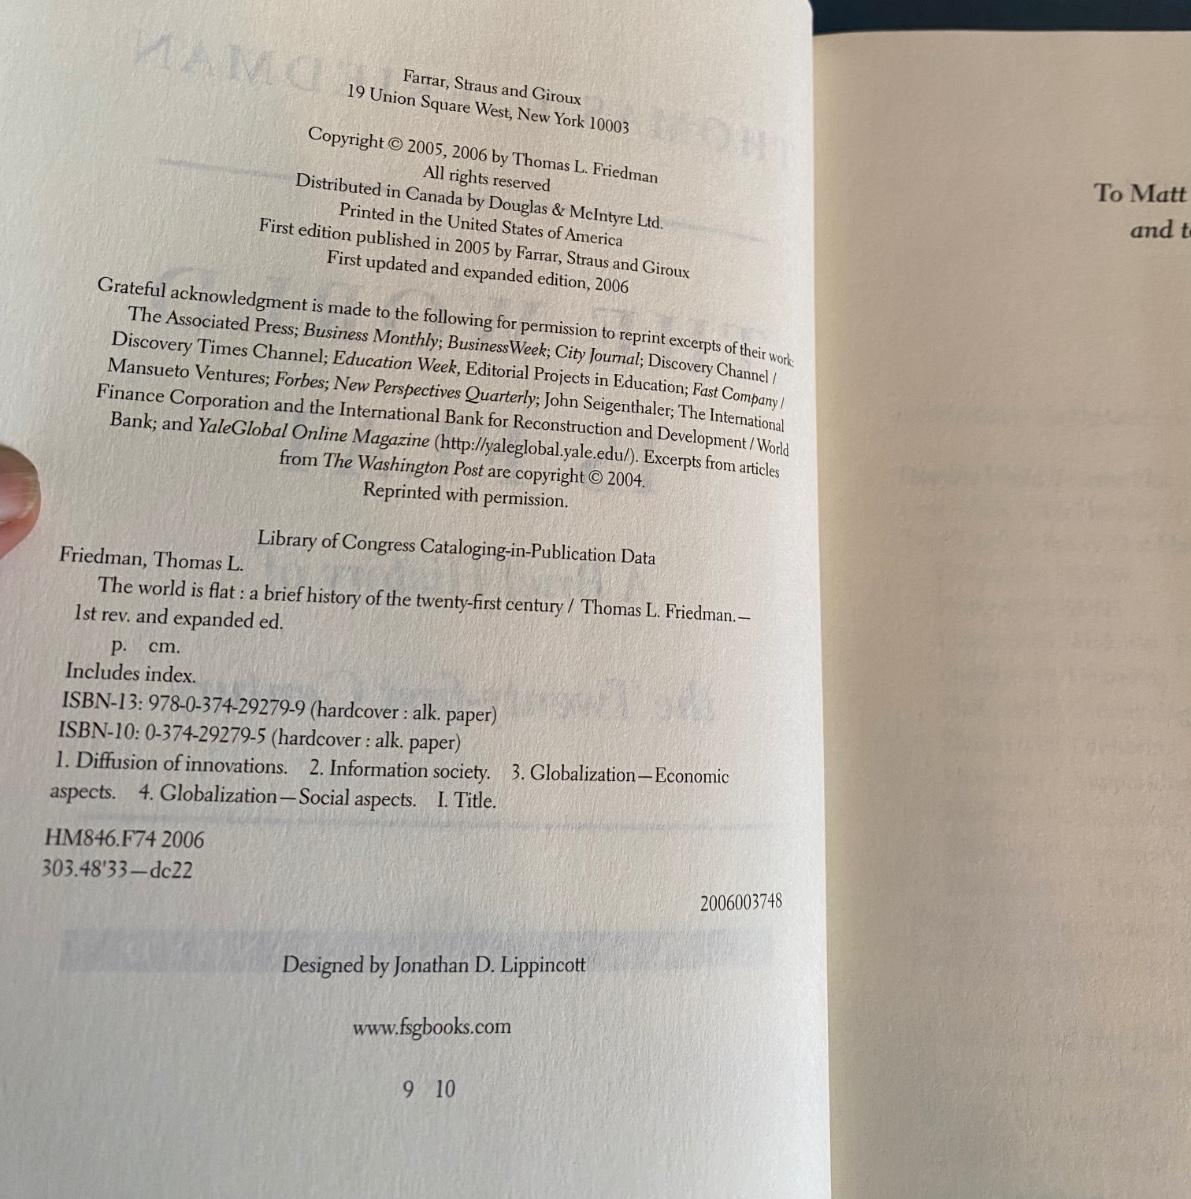 Farrar, Straus and Giroux
19 Union Square West, New York 10003
Copyright © 2005, 2006 by Thomas L. Friedman
All rights reserved
Distributed in Canada by Douglas & McIntyre Ltd.
Printed in the United States of America
First edition published in 2005 by Farrar, Straus and Giroux
First updated and expanded edition, 2006
Grateful acknowledgment is made to the following for permission to reprint excerpts of their work:
The Associated Press; Business Monthly; BusinessWeek; City Journal; Discovery Channel /
Discovery Times Channel; Education Week, Editorial Projects in Education; Fast Company /
Mansueto Ventures; Forbes; New Perspectives Quarterly; John Seigenthaler; The International
Finance Corporation and the International Bank for Reconstruction and Development / World
Bank; and YaleGlobal Online Magazine (http://yaleglobal.yale.edu/). Excerpts from articles
from The Washington Post are copyright © 2004.
Reprinted with permission.
Library of Congress Cataloging-in-Publication Data
Friedman, Thomas L.
The world is flat : a brief history of the twenty-first century / Thomas L. Friedman.—
1st rev. and expanded ed.
p. cm.
Includes index.
ISBN-13: 978-0-374-29279-9 (hardcover : alk. paper)
ISBN-10: 0-374-29279-5 (hardcover : alk. paper)
1. Diffusion of innovations. 2. Information society. 3. Globalization—Economic
aspects. 4. Globalization—Social aspects. I. Title.
HM846.F74 2006
303.48'33—dc22
2006003748
Designed by Jonathan D. Lippincott
www.fsgbooks.com
9 10
To Matt
and